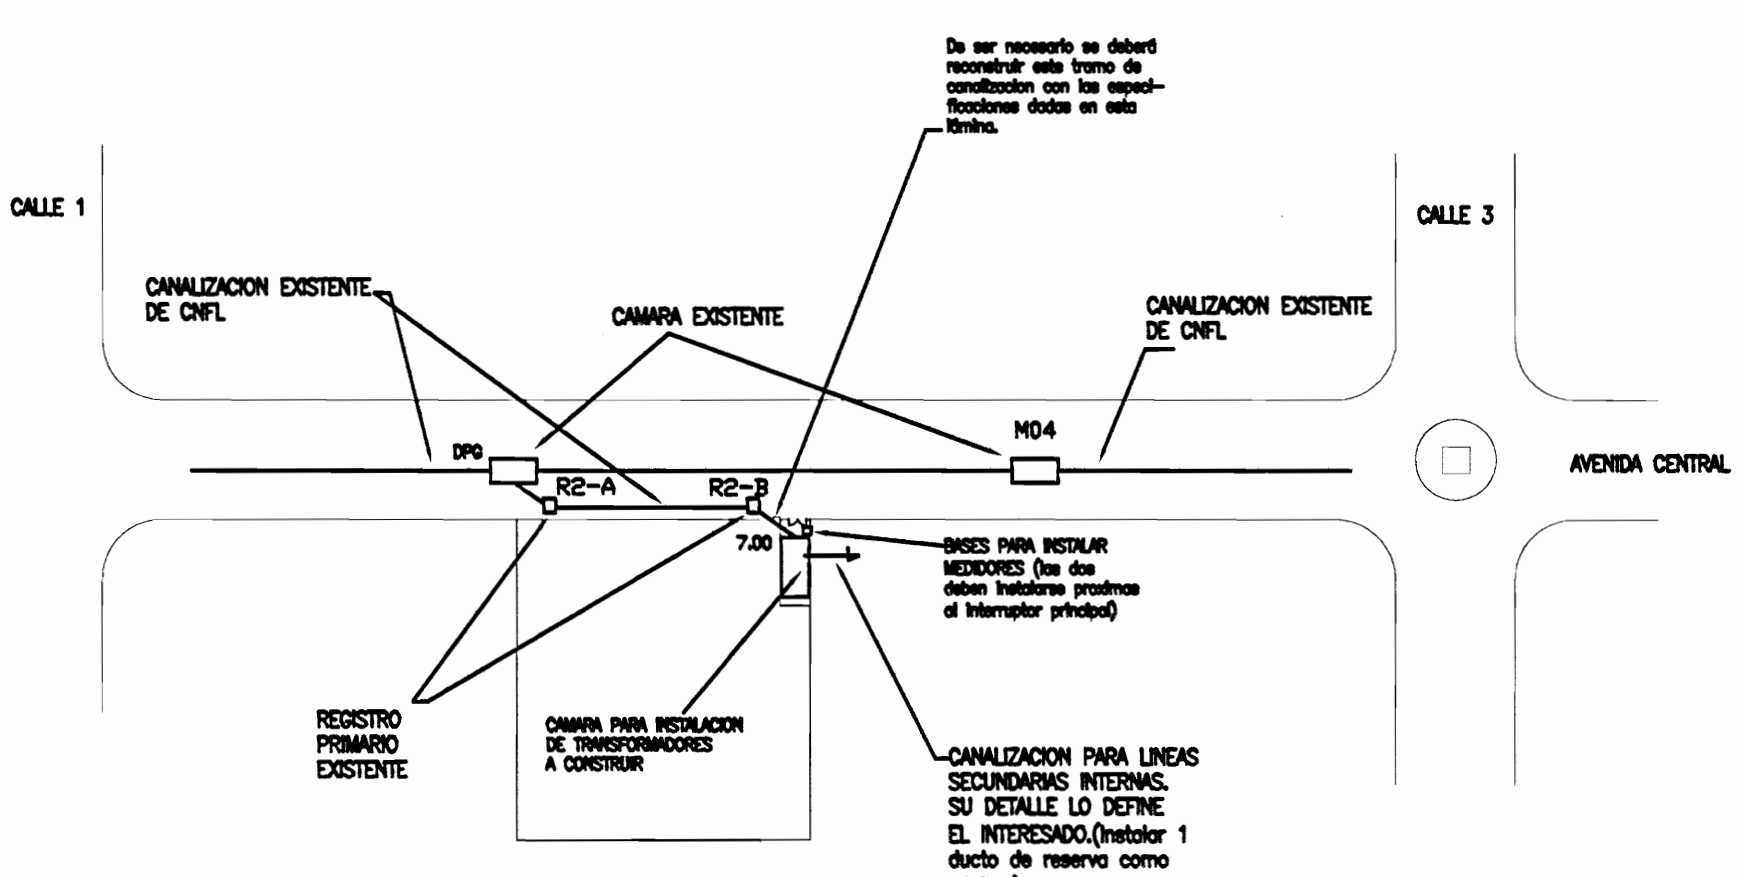 De ser necesario se deberá
reconstruir este tramo de
canalizacion con las especi-
ficaciones dadas en esta
lámina.
CALLE 1
CALLE 3
CANALIZACION EXISTENTE
DE CNFL
CAMARA EXISTENTE
CANALIZACION EXISTENTE
DE CNFL
M04
DPG
AVENIDA CENTRAL
R2-A
R2-B
7.00
BASES PARA INSTALAR
MEDIDORES (los dos
deben instalarse proximos
al interruptor principal)
REGISTRO
PRIMARIO
EXISTENTE
CAMARA PARA INSTALACION
DE TRANSFORMADORES
A CONSTRUIR
CANALIZACION PARA LINEAS
SECUNDARIAS INTERNAS.
SU DETALLE LO DEFINE
EL INTERESADO.(Instalar 1
ducto de reserva como